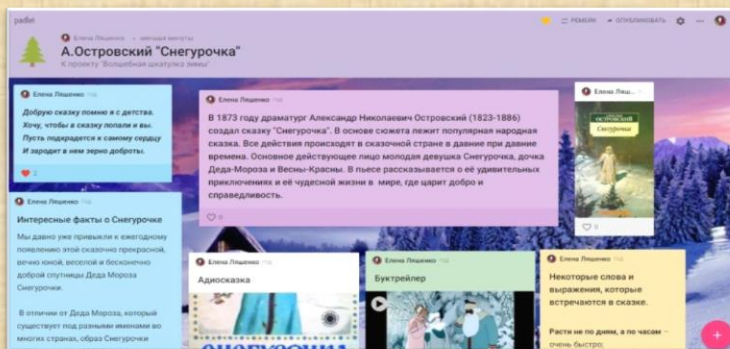 padlet
РЕМЕЙК
ОПУБЛИКОВАТЬ
Елена Ляшенко
А.Островский "Снегурочка"
К проекту "Волшебная шкатулка зимы"
Елена Ляшенко
Добрую сказку помню я с детства.
Хочу, чтобы в сказку попали и вы.
Пусть подкрадется к самому сердцу
И зародит в нем зерно доброты.
2
Елена Ляшенко
Интересные факты о Снегурочке
Мы давно уже привыкли к ежегодному
появлению этой сказочно прекрасной,
вечно юной, веселой и бесконечно
доброй спутницы Деда Мороза
Снегурочки.
В отличии от Деда Мороза, который
существует под разными именами во
многих странах, образ Снегурочки
Елена Ляшенко
В 1873 году драматург Александр Николаевич Островский (1823-1886)
создал сказку "Снегурочка". В основе сюжета лежит популярная народная
сказка. Все действия происходят в сказочной стране в давние при давние
времена. Основное действующее лицо молодая девушка Снегурочка, дочка
Деда-Мороза и Весны-Красны. В пьесе рассказывается о её удивительных
приключениях и её чудесной жизни в мире, где царит добро и
справедливость.
0
Елена Ляш...
ОСТРОВСКИЙ
Снегурочка
0
Елена Ляшенко
Адиосказка
СНЕГУРОЧКА
Елена Ляшенко
Буктрейлер
Елена Ляшенко
Некоторые слова и
выражения, которые
встречаются в сказке.
Расти не по дням, а по часам –
очень быстро;